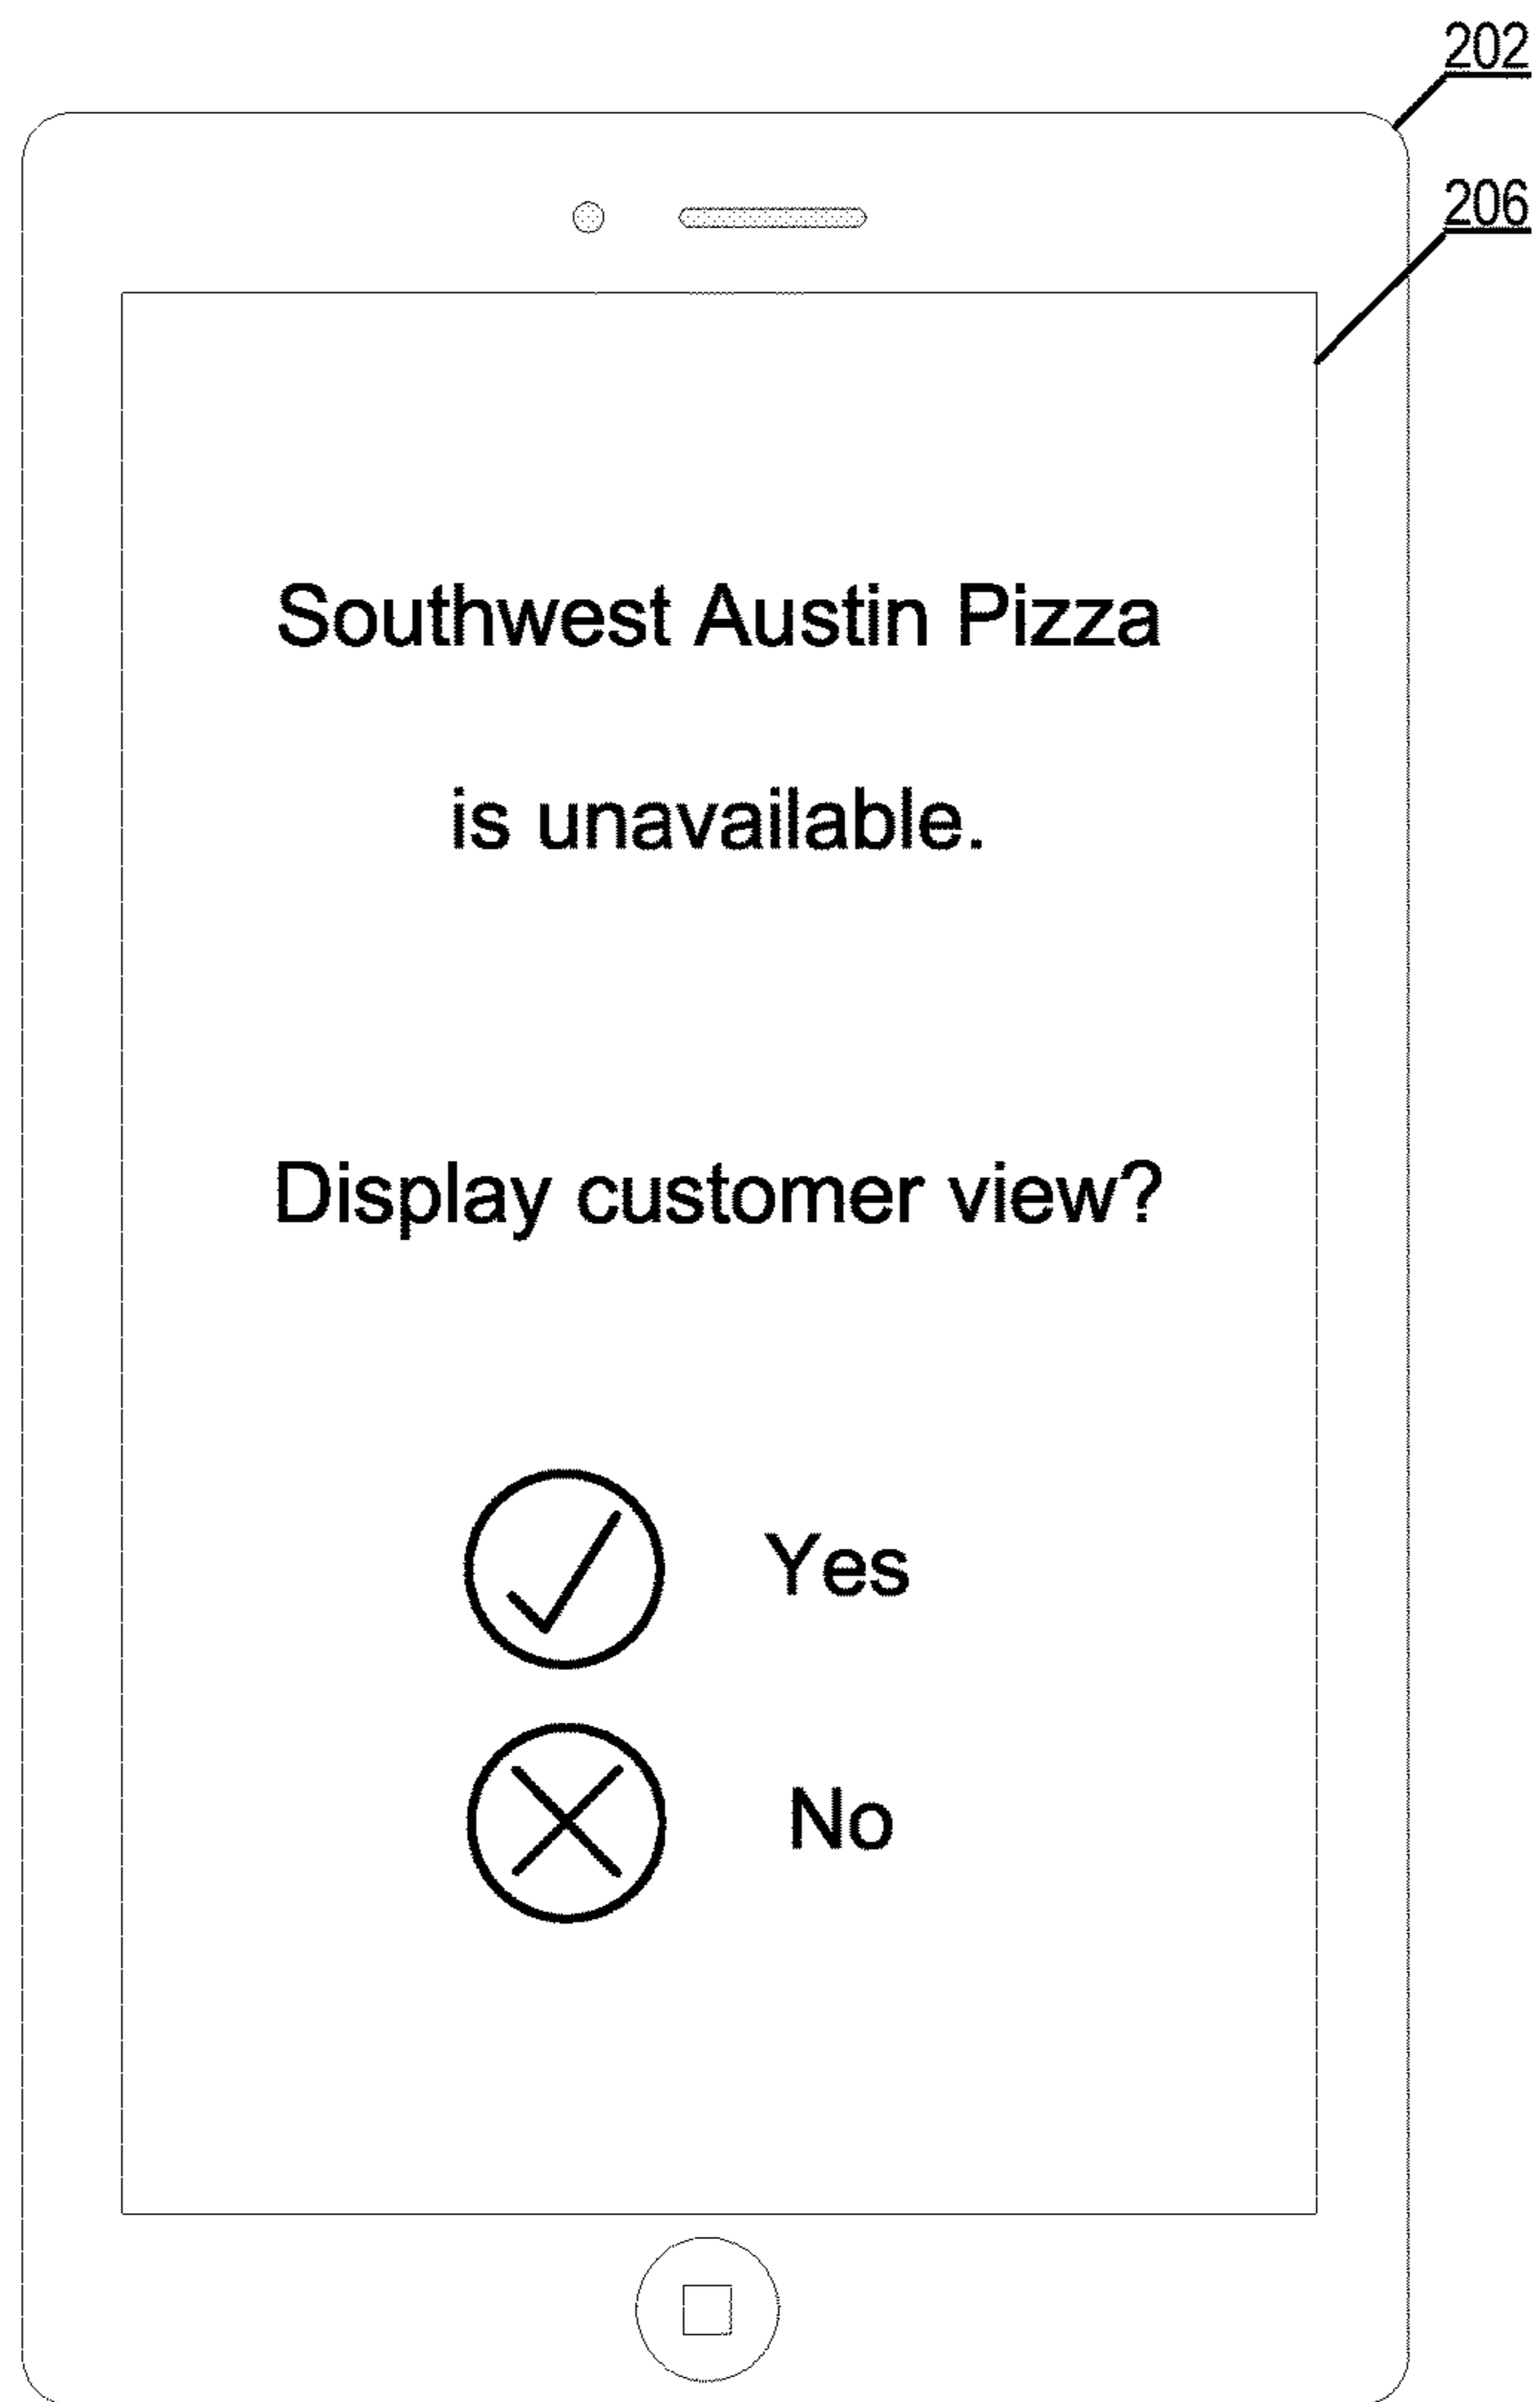 202
206
Southwest Austin Pizza
is unavailable.
Display customer view?
Yes
No